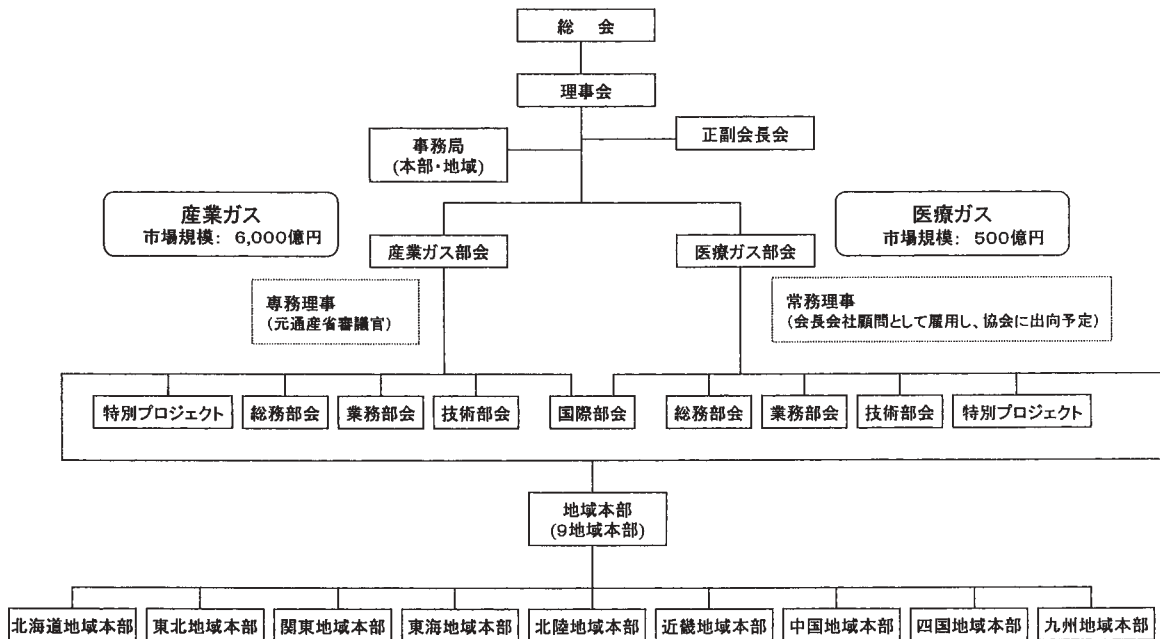 総　会
理事会
正副会長会
事務局
(本部・地域)
産業ガス
市場規模：　6,000億円
医療ガス
市場規模：　500億円
産業ガス部会
医療ガス部会
専務理事
(元通産省審議官)
常務理事
(会長会社顧問として雇用し、協会に出向予定)
特別プロジェクト
総務部会
業務部会
技術部会
国際部会
総務部会
業務部会
技術部会
特別プロジェクト
地域本部
(9地域本部)
北海道地域本部
東北地域本部
関東地域本部
東海地域本部
北陸地域本部
近畿地域本部
中国地域本部
四国地域本部
九州地域本部